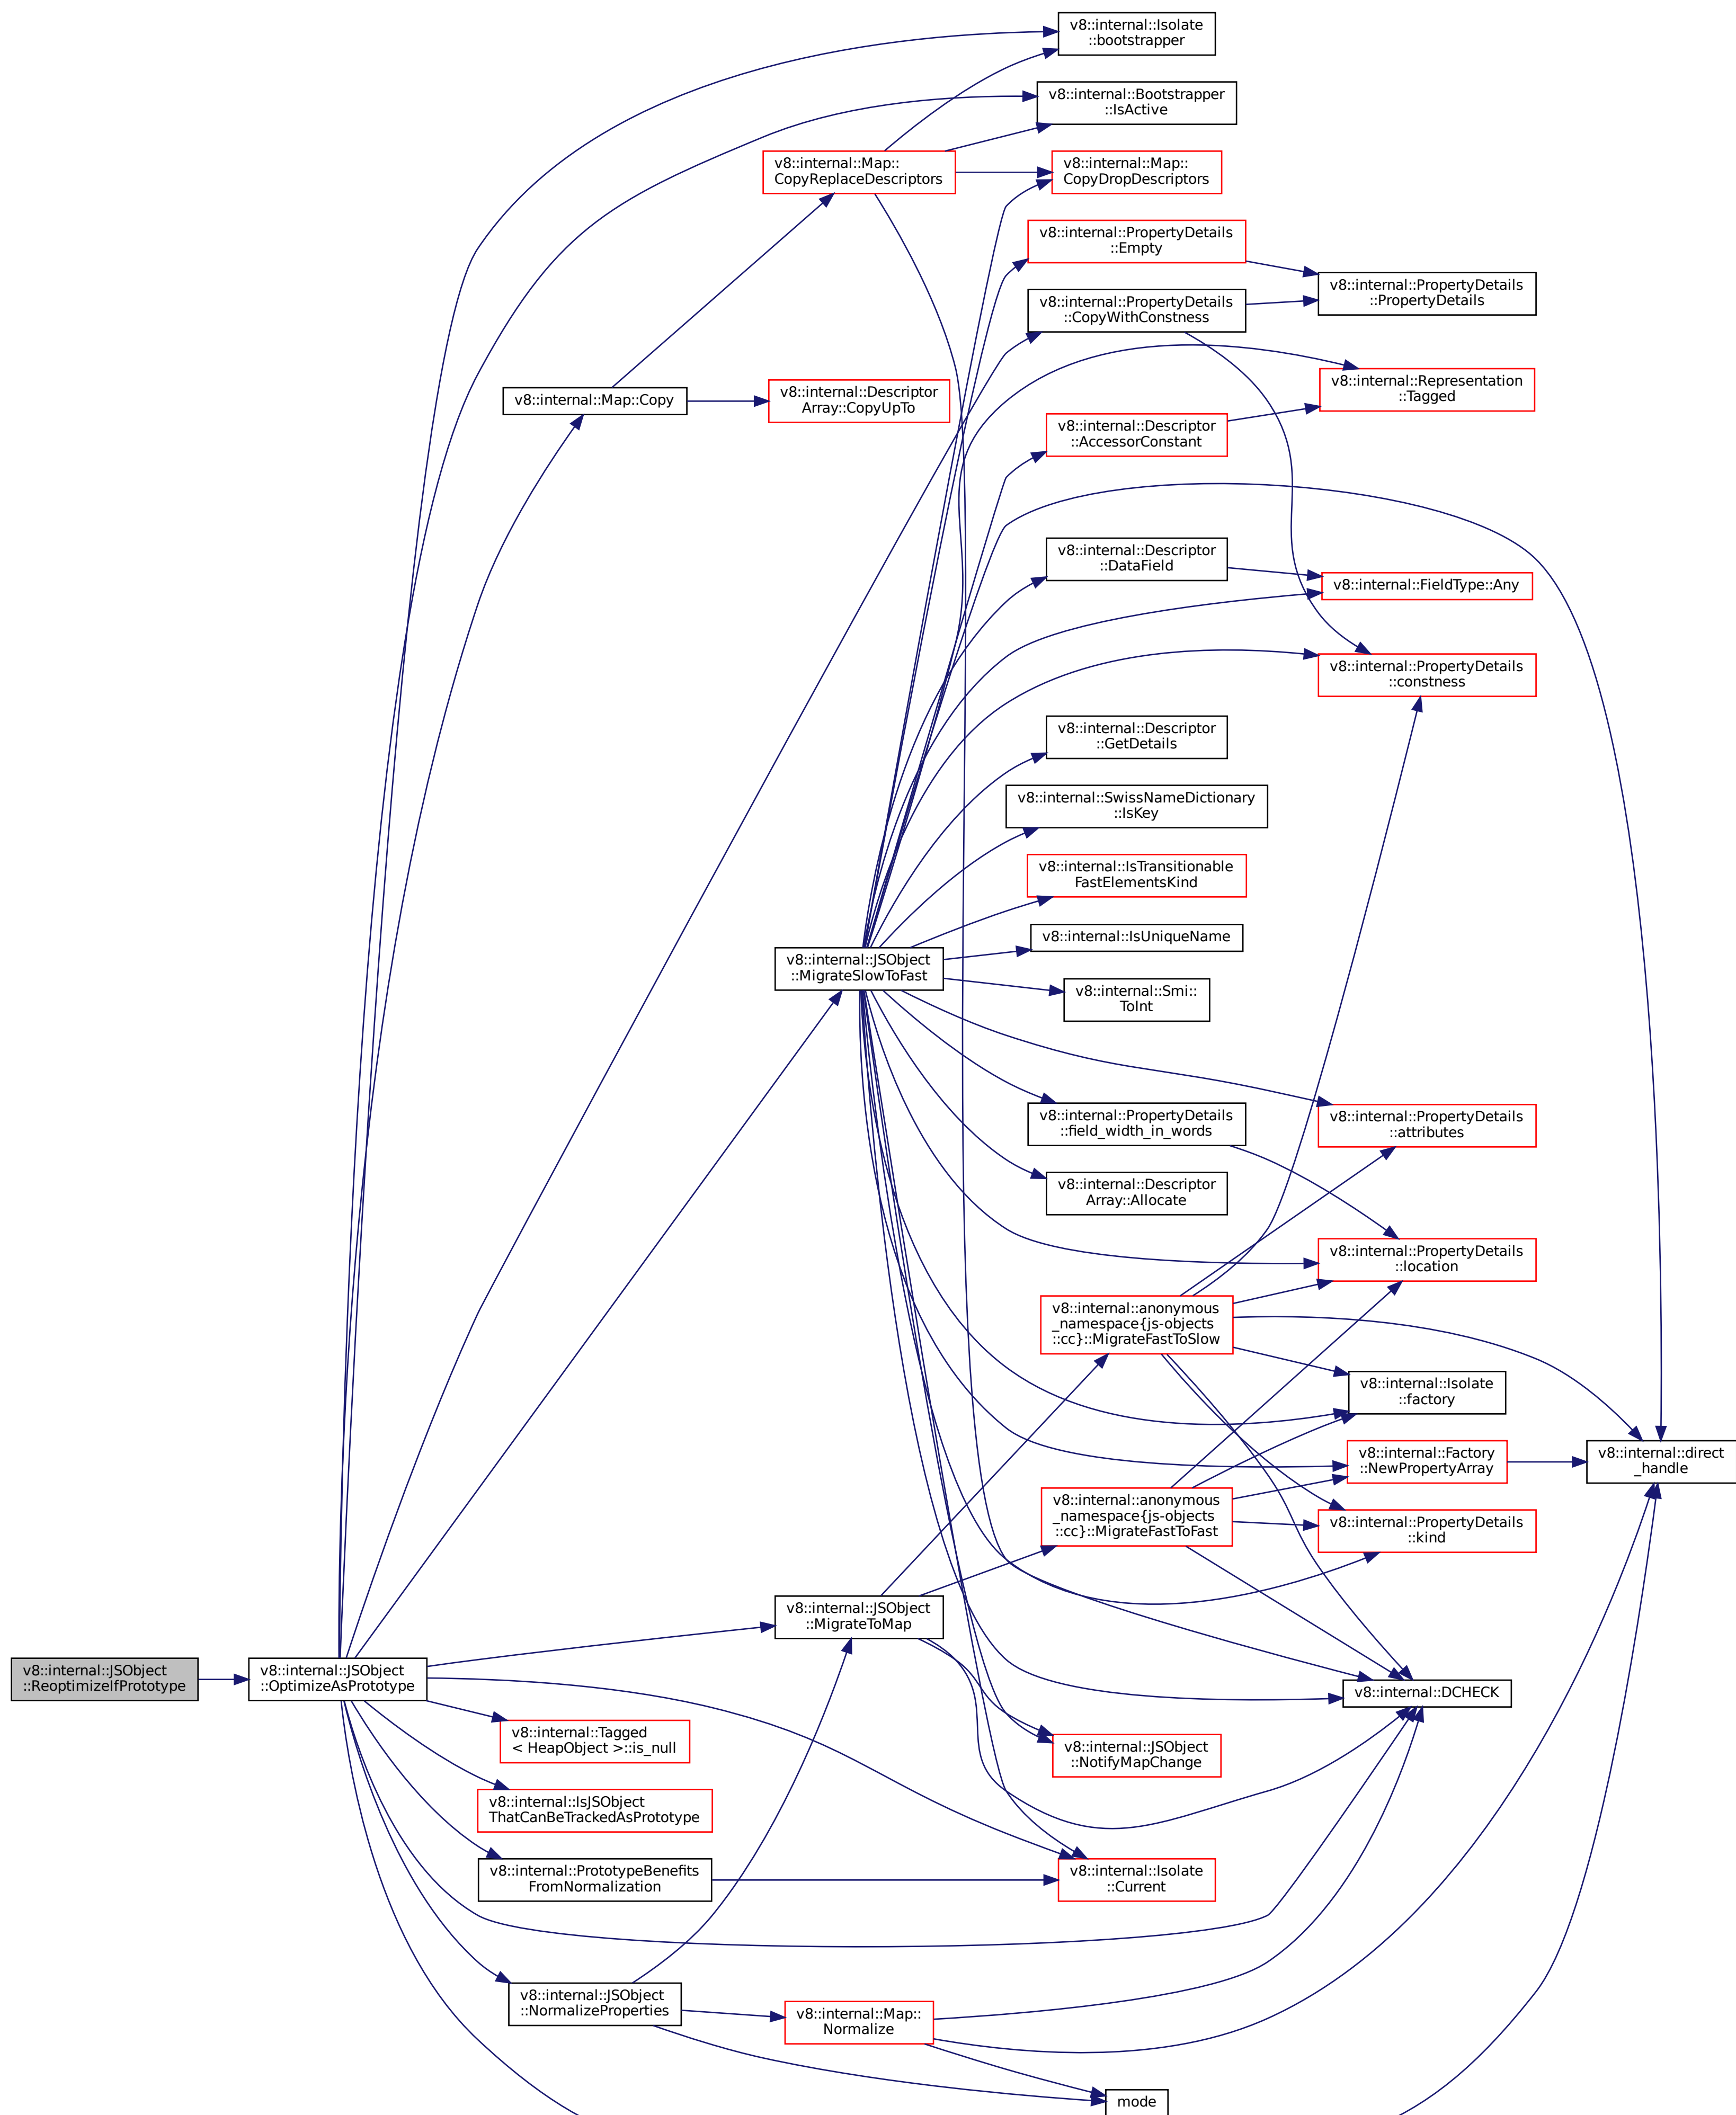 v8::internal::Isolate
::bootstrapper
v8::internal::Bootstrapper
::IsActive
v8::internal::Map::
CopyReplaceDescriptors
v8::internal::Map::
CopyDropDescriptors
v8::internal::PropertyDetails
::Empty
v8::internal::PropertyDetails
::PropertyDetails
v8::internal::PropertyDetails
::CopyWithConstness
v8::internal::Map::Copy
v8::internal::Descriptor
Array::CopyUpTo
v8::internal::Representation
::Tagged
v8::internal::Descriptor
::AccessorConstant
v8::internal::Descriptor
::DataField
v8::internal::FieldType::Any
v8::internal::PropertyDetails
::constness
v8::internal::Descriptor
::GetDetails
v8::internal::SwissNameDictionary
::IsKey
v8::internal::IsTransitionable
FastElementsKind
v8::internal::IsUniqueName
v8::internal::JSObject
::MigrateSlowToFast
v8::internal::Smi::
ToInt
v8::internal::PropertyDetails
::field_width_in_words
v8::internal::PropertyDetails
::attributes
v8::internal::Descriptor
Array::Allocate
v8::internal::PropertyDetails
::location
v8::internal::anonymous
_namespace{js-objects
::cc}::MigrateFastToSlow
v8::internal::Isolate
::factory
v8::internal::Factory
::NewPropertyArray
v8::internal::direct
_handle
v8::internal::anonymous
_namespace{js-objects
::cc}::MigrateFastToFast
v8::internal::PropertyDetails
::kind
v8::internal::JSObject
::MigrateToMap
v8::internal::JSObject
::ReoptimizeIfPrototype
v8::internal::JSObject
::OptimizeAsPrototype
v8::internal::DCHECK
v8::internal::Tagged
< HeapObject >::is_null
v8::internal::JSObject
::NotifyMapChange
v8::internal::IsJSObject
ThatCanBeTrackedAsPrototype
v8::internal::PrototypeBenefits
FromNormalization
v8::internal::Isolate
::Current
v8::internal::JSObject
::NormalizeProperties
v8::internal::Map::
Normalize
mode